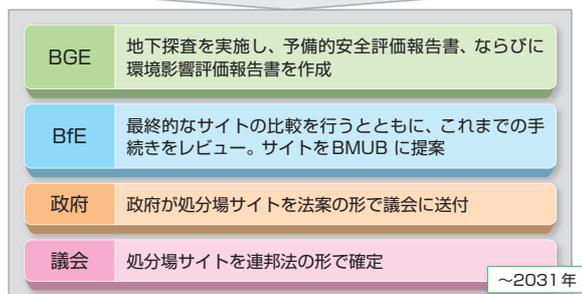 BGE
地下探査を実施し、予備的安全評価報告書、ならびに
環境影響評価報告書を作成
BfE
最終的なサイトの比較を行うとともに、これまでの手
続きをレビュー。サイトをBMUB に提案
政府
政府が処分場サイトを法案の形で議会に送付
議会
処分場サイトを連邦法の形で確定
～2031年